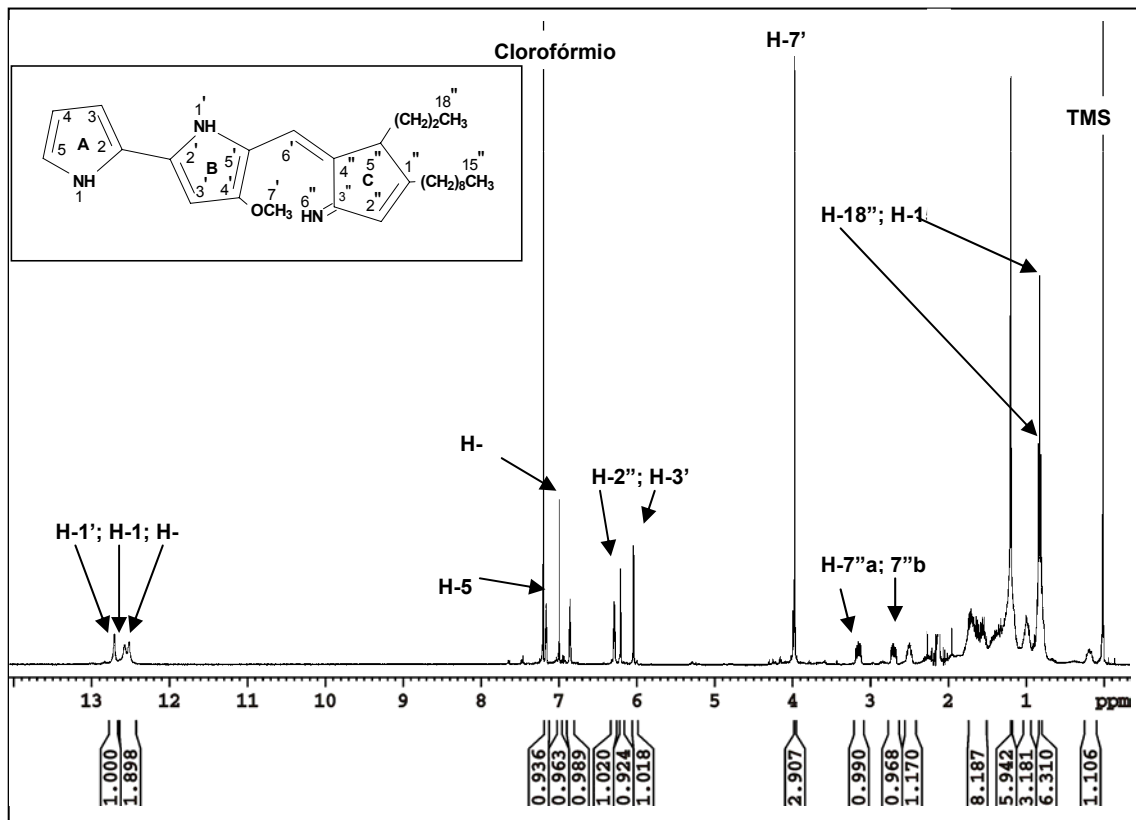 Clorofórmio
H-7'
TMS
18"
(CH2)2CH3
15"
(CH2)8CH3
1'
NH
4
3
A
5
2
NH
1
2'
B
5'
3'
4'
7'
OCH3
6'
4"
5"
C
1"
6"
HN
3"
2"
H-18"; H-1
H-
H-2"; H-3'
H-1'; H-1; H-
H-5
H-7"a; 7"b
12 11 10 9 8 7 6 5 4 3 2 1 ppm
1.000 1.898 0.936 0.963 0.989 1.020 0.924 1.018 2.907 0.990 0.968 1.170 8.187 5.942 3.181 6.310 1.106